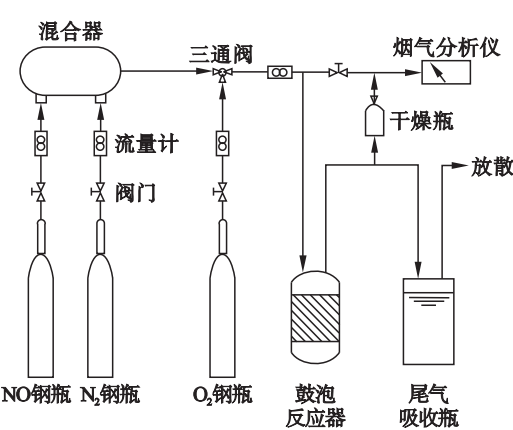 混合器
三通阀
烟气分析仪
干燥瓶
流量计
放散
阀门
NO钢瓶
N₂钢瓶
O₂钢瓶
鼓泡
反应器
尾气
吸收瓶